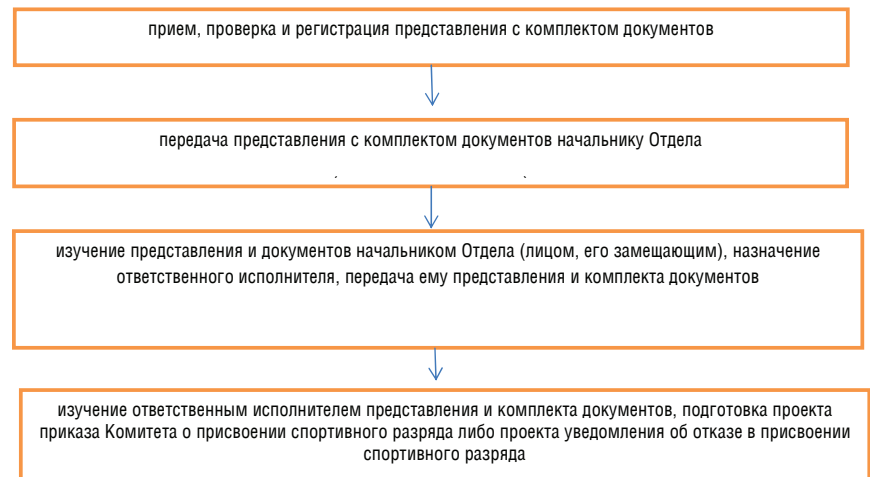 прием, проверка и регистрация представления с комплектом документов
передача представления с комплектом документов начальнику Отдела
изучение представления и документов начальником Отдела (лицом, его замещающим), назначение
ответственного исполнителя, передача ему представления и комплекта документов
изучение ответственным исполнителем представления и комплекта документов, подготовка проекта
приказа Комитета о присвоении спортивного разряда либо проекта уведомления об отказе в присвоении
спортивного разряда